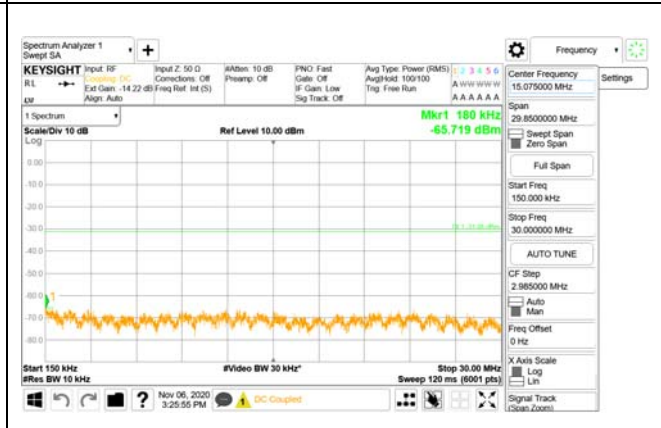 Spectrum Analyzer 1
Swept SA
+
Frequency
Settings
KEYSIGHT
RL
Input: RF
Coupling: DC
Ext Gain: -14.22 dB
Align: Auto
Input Z: 50 Ω
Corrections: Off
Freq Ref: Int (S)
#Atten: 10 dB
Preamp: Off
PNO: Fast
Gate: Off
IF Gain: Low
Sig Track: Off
Avg Type: Power (RMS)
Avg|Hold: 100/100
Trig: Free Run
1 2 3 4 5 6
A W W W W W
A A A A A A
1 Spectrum
Scale/Div 10 dB
Log
Ref Level 10.00 dBm
Mkr1 180 kHz
-65.719 dBm
0.00
-10.0
-20.0
-30.0
-40.0
-50.0
-60.0
-70.0
-80.0
1
Start 150 kHz
#Res BW 10 kHz
#Video BW 30 kHz*
Stop 30.00 MHz
Sweep 120 ms (6001 pts)
Center Frequency
15.075000 MHz
Span
29.8500000 MHz
Swept Span
Zero Span
Full Span
Start Freq
150.000 kHz
Stop Freq
30.000000 MHz
AUTO TUNE
CF Step
2.985000 MHz
Auto
Man
Freq Offset
0 Hz
X Axis Scale
Log
Lin
Signal Track
(Span Zoom)
?
Nov 06, 2020
3:25:55 PM
DC Coupled